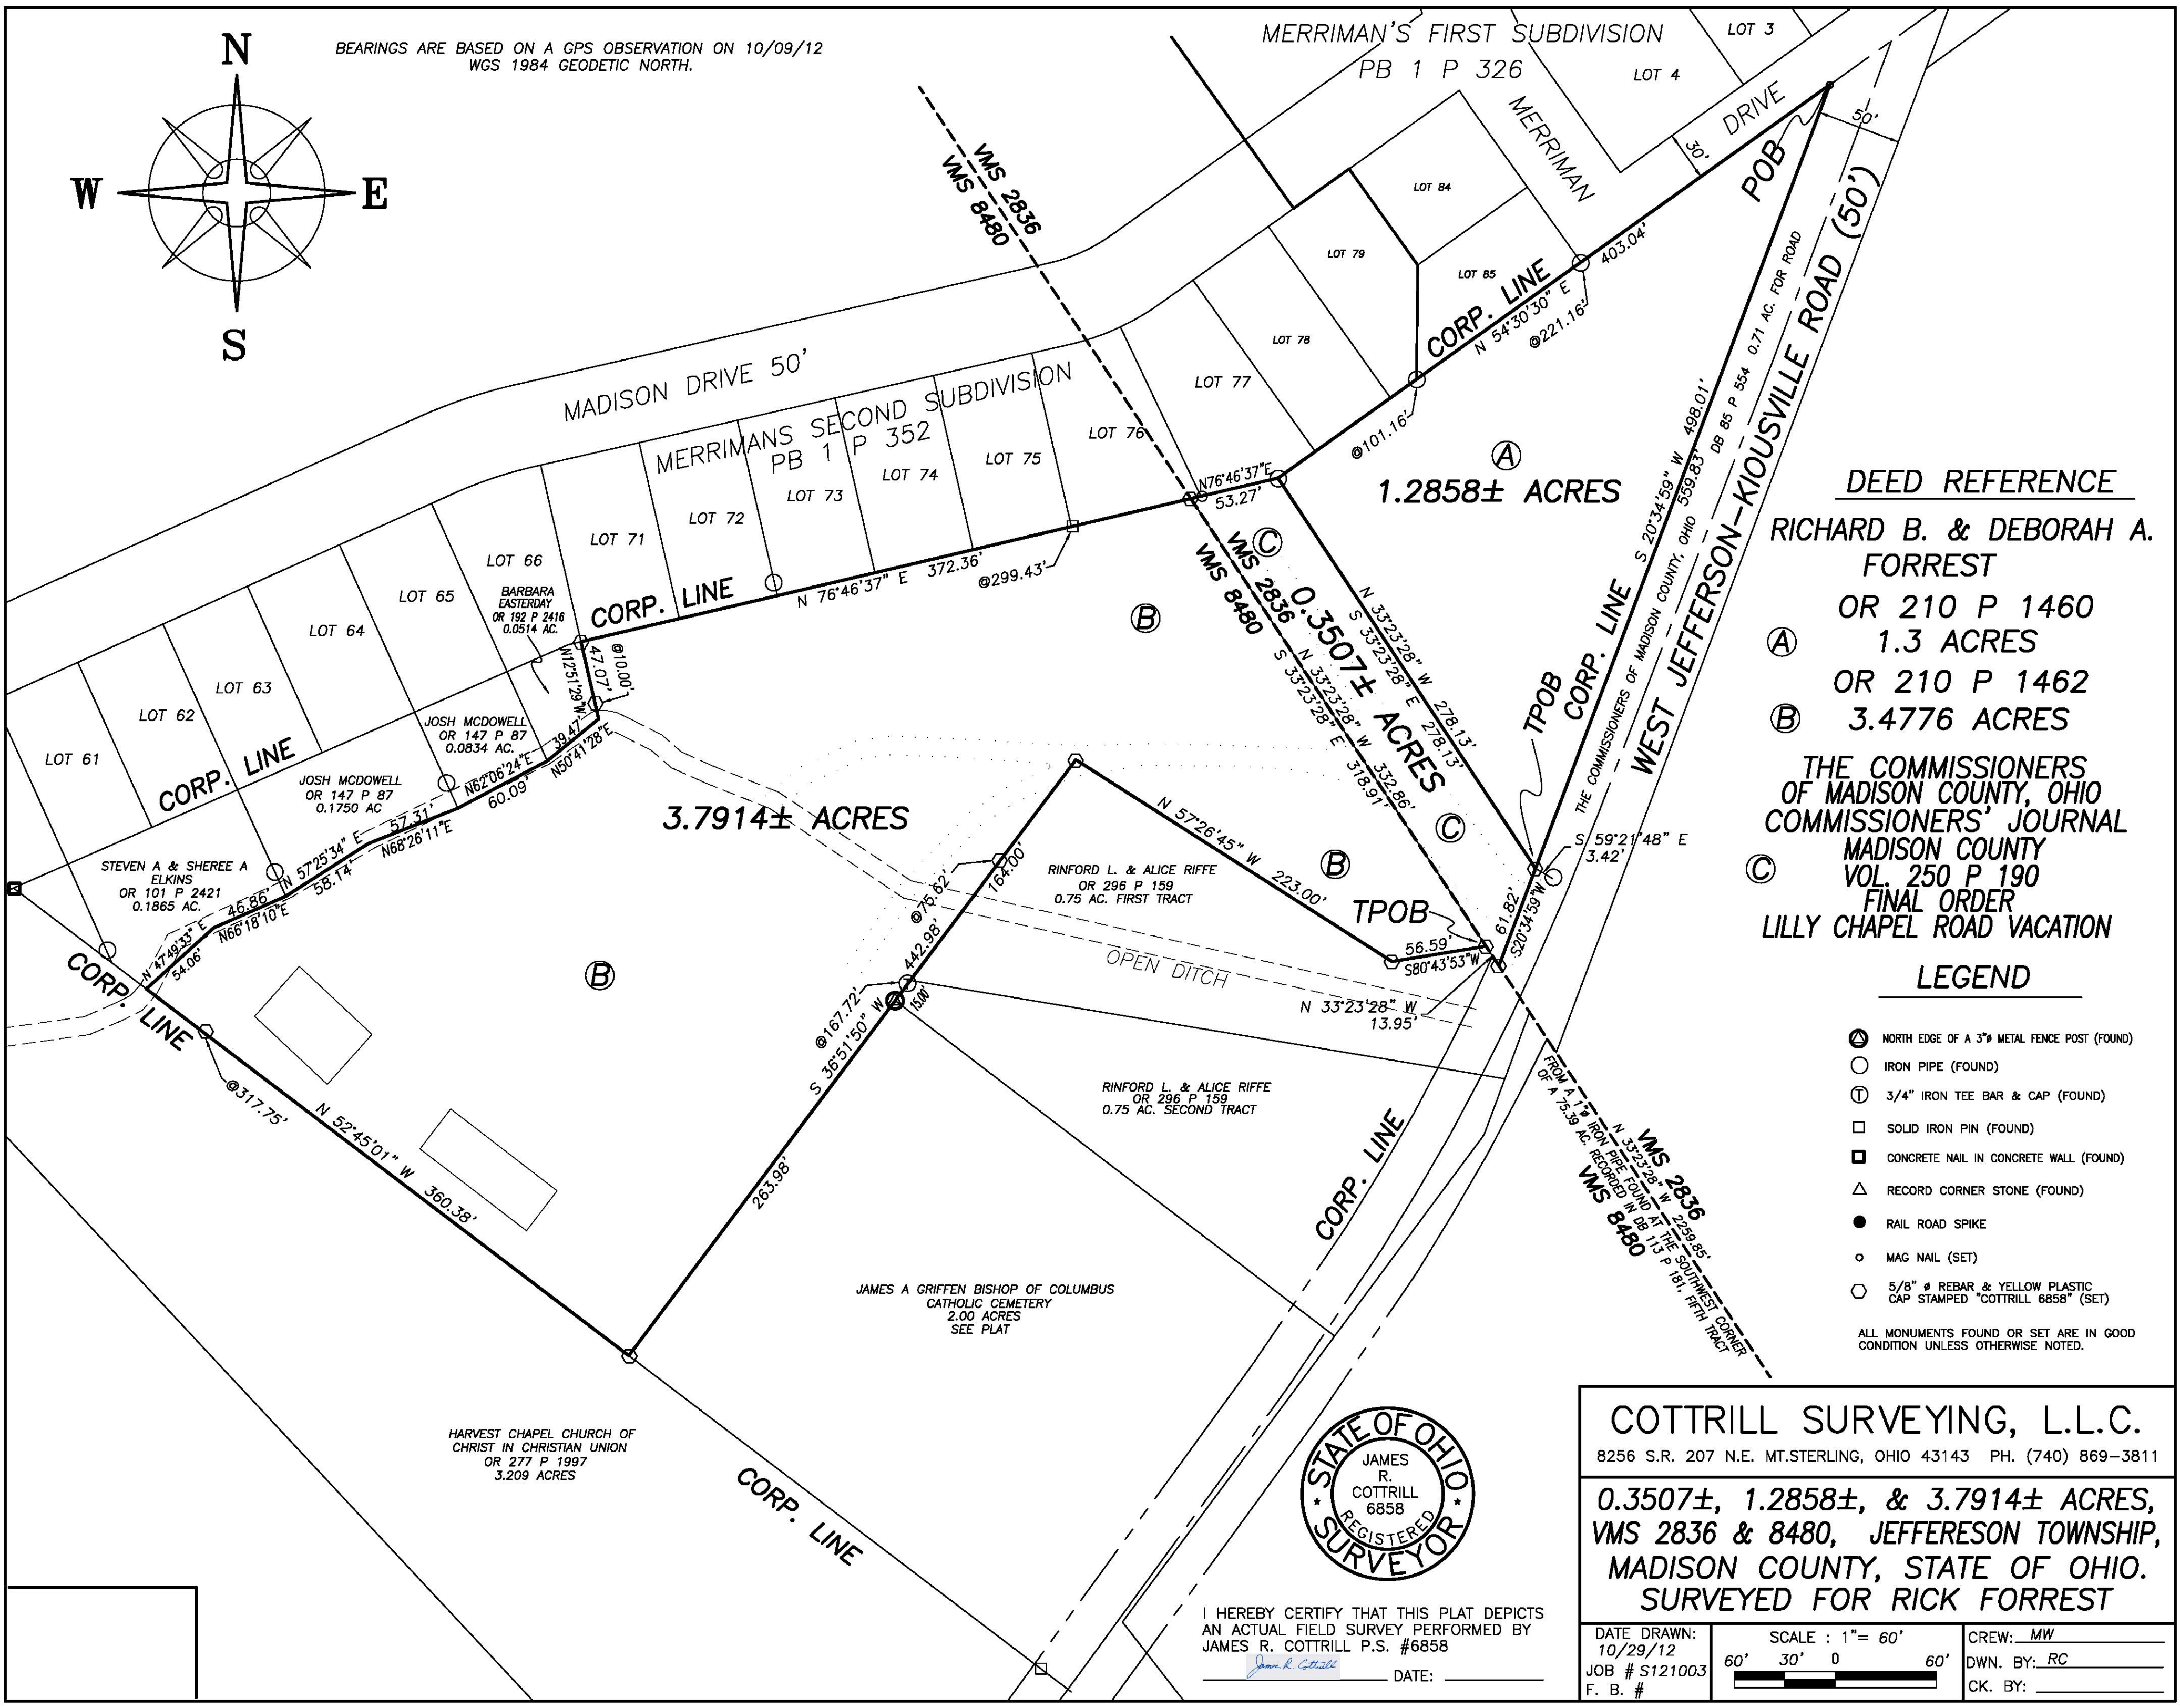 N
W
E
S
BEARINGS ARE BASED ON A GPS OBSERVATION ON 10/09/12
WGS 1984 GEODETIC NORTH.
MERRIMAN'S FIRST SUBDIVISION
PB 1 P 326
LOT 3
LOT 4
MERRIMAN
DRIVE
30'
50'
POB
VMS 2836
VMS 8480
LOT 84
LOT 79
LOT 85
LOT 78
LOT 77
CORP. LINE
N 54°30'30" E
403.04'
@221.16'
@101.16'
MADISON DRIVE 50'
MERRIMANS SECOND SUBDIVISION
PB 1 P 352
LOT 76
LOT 75
LOT 74
LOT 73
LOT 72
LOT 71
LOT 66
LOT 65
LOT 64
LOT 63
LOT 62
LOT 61
N76°46'37"E
53.27'
CORP. LINE
N 76°46'37" E 372.36'
@299.43'
Ⓐ
1.2858± ACRES
Ⓒ
0.3507± ACRES
Ⓒ
VMS 2836
VMS 8480
N 33°23'28" W 278.13'
S 33°23'28" E 278.13'
N 33°23'28" W 332.86'
S 33°23'28" E 318.91'
CORP. LINE
S 20°34'59" W 498.01'
THE COMMISSIONERS OF MADISON COUNTY, OHIO 559.83' DB 85 P 554 0.71 AC. FOR ROAD
WEST JEFFERSON-KIOUSVILLE ROAD (50')
TPOB
S 59°21'48" E
3.42'
61.82'
S20°34'59"W
BARBARA
EASTERDAY
OR 192 P 2416
0.0514 AC.
N12°51'29"W
47.07'
@10.00'
JOSH MCDOWELL
OR 147 P 87
0.0834 AC.
JOSH MCDOWELL
OR 147 P 87
0.1750 AC
STEVEN A & SHEREE A
ELKINS
OR 101 P 2421
0.1865 AC.
CORP. LINE
39.47'
N50°41'28"E
N62°06'24"E
60.09'
57.31'
N68°26'11"E
N 57°25'34" E
58.14'
46.86'
N66°18'10"E
N 47°49'33" E
54.06'
Ⓑ
3.7914± ACRES
Ⓑ
Ⓑ
CORP. LINE
@317.75'
N 52°45'01" W 360.38'
N 57°26'45" W 223.00'
RINFORD L. & ALICE RIFFE
OR 296 P 159
0.75 AC. FIRST TRACT
TPOB
56.59'
S80°43'53"W
N 33°23'28" W
13.95'
OPEN DITCH
164.00'
@75.62'
442.98'
@167.72'
15.00'
S 36°51'50" W
263.98'
RINFORD L. & ALICE RIFFE
OR 296 P 159
0.75 AC. SECOND TRACT
JAMES A GRIFFEN BISHOP OF COLUMBUS
CATHOLIC CEMETERY
2.00 ACRES
SEE PLAT
HARVEST CHAPEL CHURCH OF
CHRIST IN CHRISTIAN UNION
OR 277 P 1997
3.209 ACRES
CORP. LINE
CORP. LINE
VMS 2836
N 33°23'28" W 2259.85'
FROM A 1"ø IRON PIPE FOUND AT THE SOUTHWEST CORNER
OF A 75.39 AC. RECORDED IN DB 113 P 181, FIFTH TRACT
VMS 8480
DEED REFERENCE
RICHARD B. & DEBORAH A.
FORREST
OR 210 P 1460
Ⓐ 1.3 ACRES
OR 210 P 1462
Ⓑ 3.4776 ACRES
THE COMMISSIONERS
OF MADISON COUNTY, OHIO
COMMISSIONERS' JOURNAL
MADISON COUNTY
Ⓒ VOL. 250 P 190
FINAL ORDER
LILLY CHAPEL ROAD VACATION
LEGEND
NORTH EDGE OF A 3"ø METAL FENCE POST (FOUND)
IRON PIPE (FOUND)
Ⓣ 3/4" IRON TEE BAR & CAP (FOUND)
SOLID IRON PIN (FOUND)
CONCRETE NAIL IN CONCRETE WALL (FOUND)
RECORD CORNER STONE (FOUND)
RAIL ROAD SPIKE
MAG NAIL (SET)
5/8" ø REBAR & YELLOW PLASTIC
CAP STAMPED "COTTRILL 6858" (SET)
ALL MONUMENTS FOUND OR SET ARE IN GOOD
CONDITION UNLESS OTHERWISE NOTED.
STATE OF OHIO
JAMES
R.
COTTRILL
6858
REGISTERED
SURVEYOR
I HEREBY CERTIFY THAT THIS PLAT DEPICTS
AN ACTUAL FIELD SURVEY PERFORMED BY
JAMES R. COTTRILL P.S. #6858
James R. Cottrill DATE:
COTTRILL SURVEYING, L.L.C.
8256 S.R. 207 N.E. MT.STERLING, OHIO 43143 PH. (740) 869-3811
0.3507±, 1.2858±, & 3.7914± ACRES,
VMS 2836 & 8480, JEFFERESON TOWNSHIP,
MADISON COUNTY, STATE OF OHIO.
SURVEYED FOR RICK FORREST
DATE DRAWN:
10/29/12
JOB # S121003
F. B. #
SCALE : 1"= 60'
60' 30' 0 60'
CREW: MW
DWN. BY: RC
CK. BY: